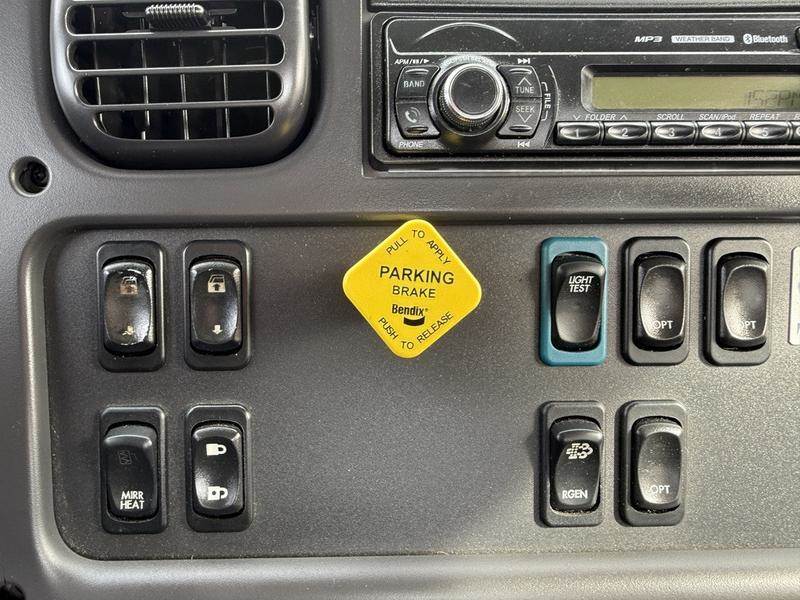 MP3 WEATHER BAND Bluetooth
APM/
BAND
TUNE
SEEK
FILE
PHONE
FOLDER SCROLL SCAN/iPod REPEAT
1 2 3 4 5
PULL TO APPLY
PARKING
BRAKE
Bendix®
PUSH TO RELEASE
LIGHT
TEST
OPT
OPT
MIRR
HEAT
RGEN
OPT